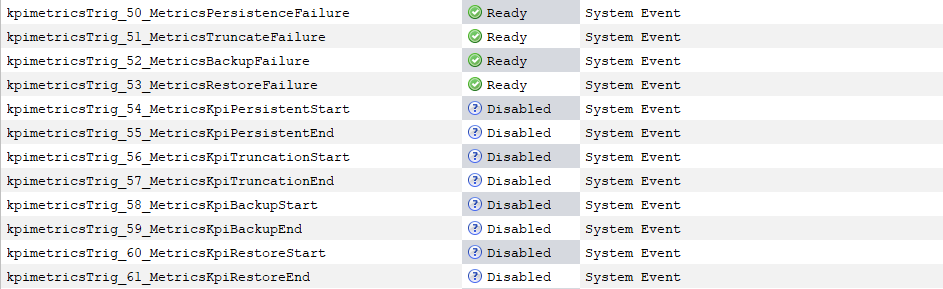 kpimetricsTrig_50_MetricsPersistenceFailure Ready System Event
kpimetricsTrig_51_MetricsTruncateFailure Ready System Event
kpimetricsTrig_52_MetricsBackupFailure Ready System Event
kpimetricsTrig_53_MetricsRestoreFailure Ready System Event
kpimetricsTrig_54_MetricsKpiPersistentStart Disabled System Event
kpimetricsTrig_55_MetricsKpiPersistentEnd Disabled System Event
kpimetricsTrig_56_MetricsKpiTruncationStart Disabled System Event
kpimetricsTrig_57_MetricsKpiTruncationEnd Disabled System Event
kpimetricsTrig_58_MetricsKpiBackupStart Disabled System Event
kpimetricsTrig_59_MetricsKpiBackupEnd Disabled System Event
kpimetricsTrig_60_MetricsKpiRestoreStart Disabled System Event
kpimetricsTrig_61_MetricsKpiRestoreEnd Disabled System Event